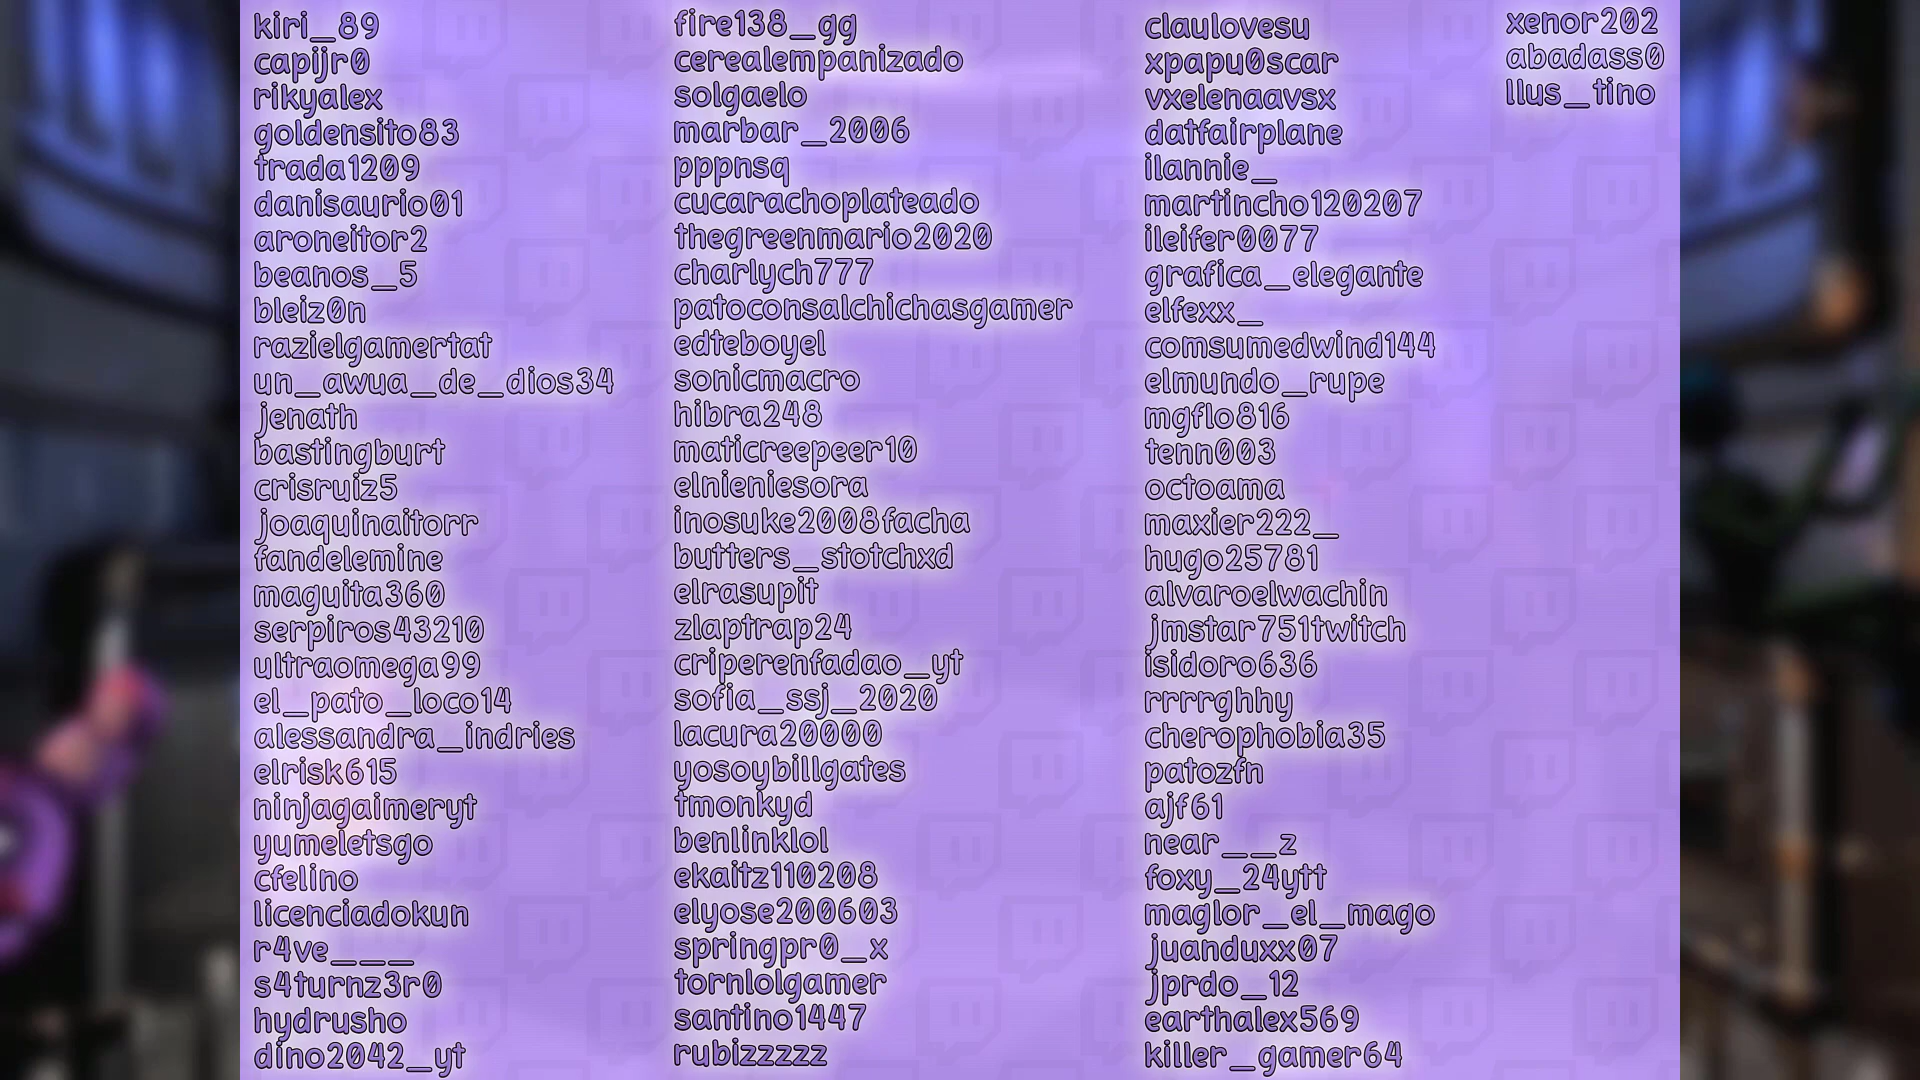 kiri_89
capijr0
rikyalex
goldensito83
trada1209
danisaurio01
aroneitor2
beanos_5
bleiz0n
razielgamertat
un_awua_de_dios34
jenath
bastingburt
crisruiz5
joaquinaitorr
fandelemine
maguita360
serpiros43210
ultraomega99
el_pato_loco14
alessandra_indries
elrisk615
ninjagaimeryt
yumeletsgo
cfelino
licenciadokun
r4ve___
s4turnz3r0
hydrusho
dino2042_yt
fire138_gg
cerealempanizado
solgaelo
marbar_2006
pppnsq
cucarachoplateado
thegreenmario2020
charlych777
patoconsalchichasgamer
edteboyel
sonicmacro
hibra248
maticreepeer10
elnieniesora
inosuke2008facha
butters_stotchxd
elrasupit
zlaptrap24
criperenfadao_yt
sofia_ssj_2020
lacura20000
yosoybillgates
tmonkyd
benlinklol
ekaitz110208
elyose200603
springpr0_x
tornlolgamer
santino1447
rubizzzzz
claulovesu
xpapu0scar
vxelenaavsx
datfairplane
ilannie_
martincho120207
ileifer0077
grafica_elegante
elfexx_
comsumedwind144
elmundo_rupe
mgflo816
tenn003
octoama
maxier222_
hugo25781
alvaroelwachin
jmstar751twitch
isidoro636
rrrrghhy
cherophobia35
patozfn
ajf61
near__z
foxy_24ytt
maglor_el_mago
juanduxx07
jprdo_12
earthalex569
killer_gamer64
xenor202
abadass0
llus_tino